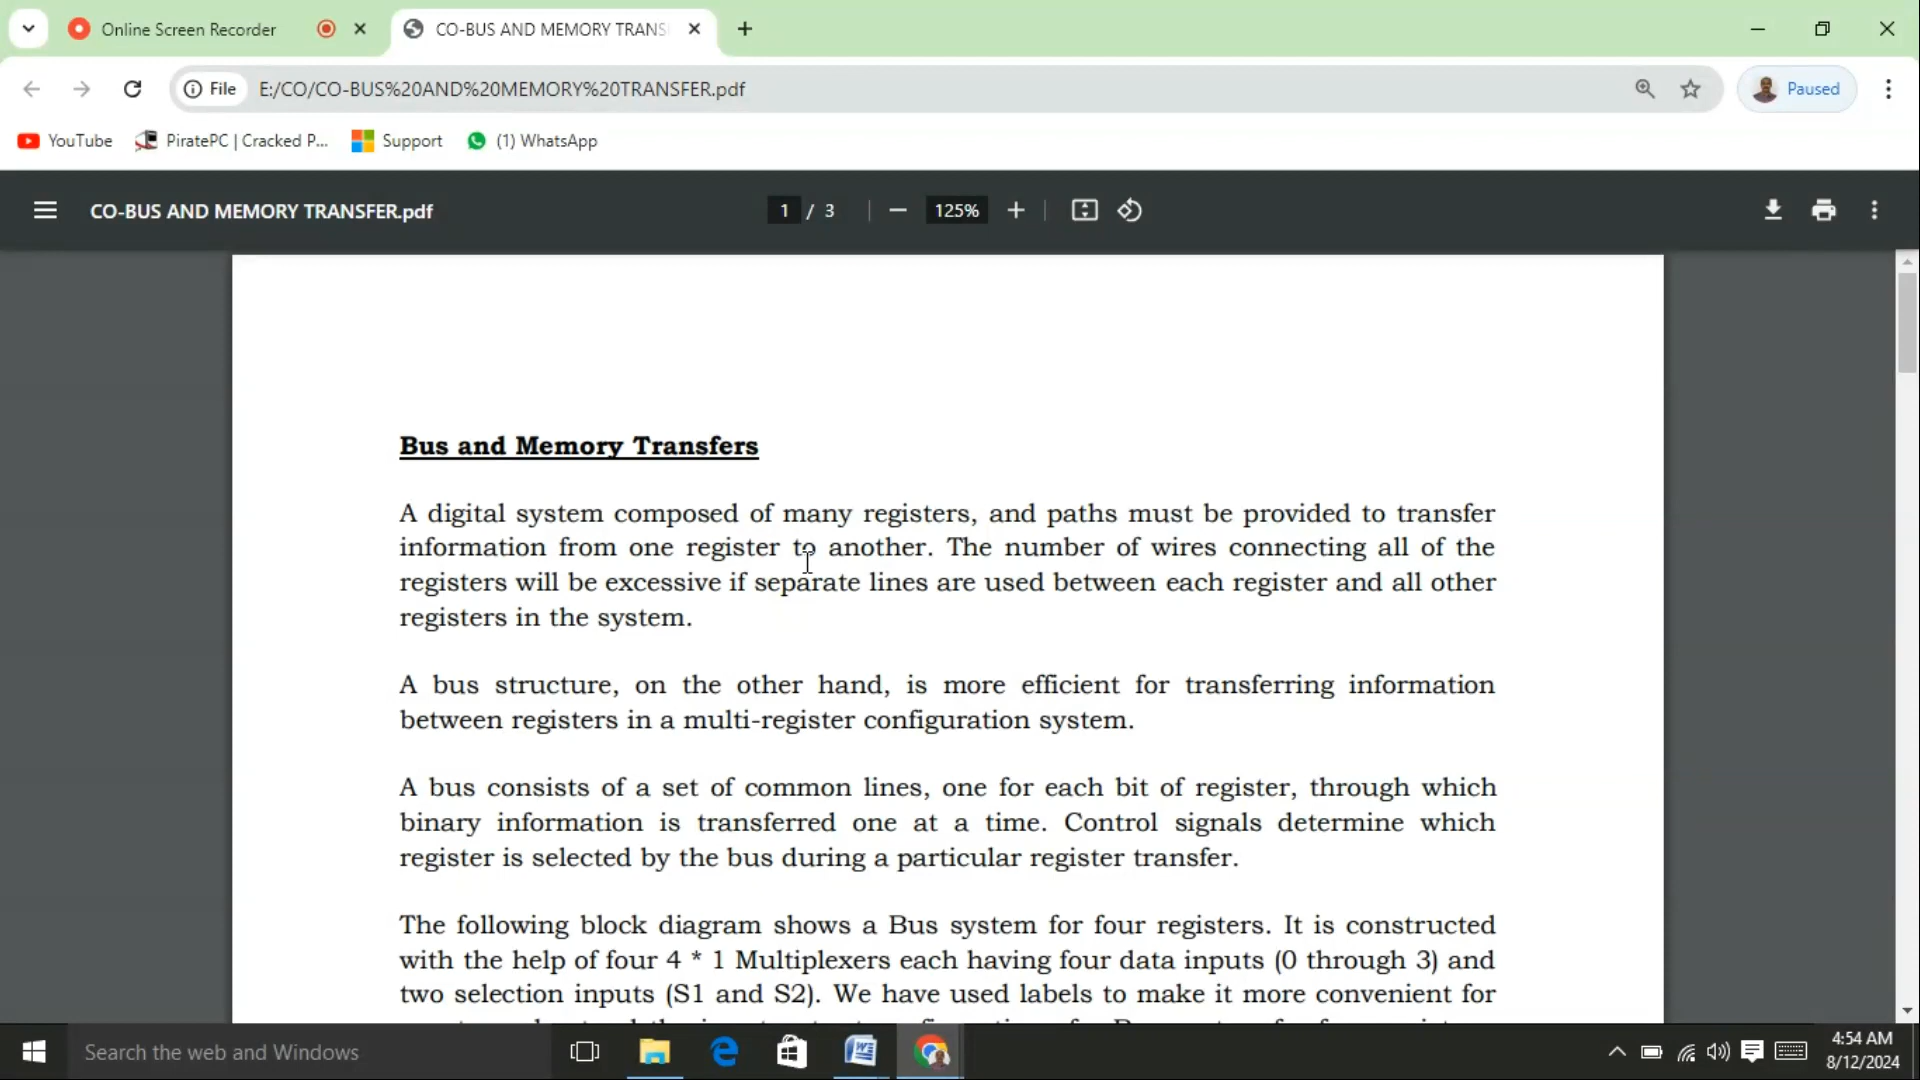 Online Screen Recorder
CO-BUS AND MEMORY TRANS
File
E:/CO/CO-BUS%20AND%20MEMORY%20TRANSFER.pdf
Paused
YouTube
PiratePC | Cracked P...
Support
(1) WhatsApp
CO-BUS AND MEMORY TRANSFER.pdf
1 / 3
125%
Bus and Memory Transfers
A digital system composed of many registers, and paths must be provided to transfer
information from one register to another. The number of wires connecting all of the
registers will be excessive if separate lines are used between each register and all other
registers in the system.
A bus structure, on the other hand, is more efficient for transferring information
between registers in a multi-register configuration system.
A bus consists of a set of common lines, one for each bit of register, through which
binary information is transferred one at a time. Control signals determine which
register is selected by the bus during a particular register transfer.
The following block diagram shows a Bus system for four registers. It is constructed
with the help of four 4 * 1 Multiplexers each having four data inputs (0 through 3) and
two selection inputs (S1 and S2). We have used labels to make it more convenient for
Search the web and Windows
4:54 AM
8/12/2024